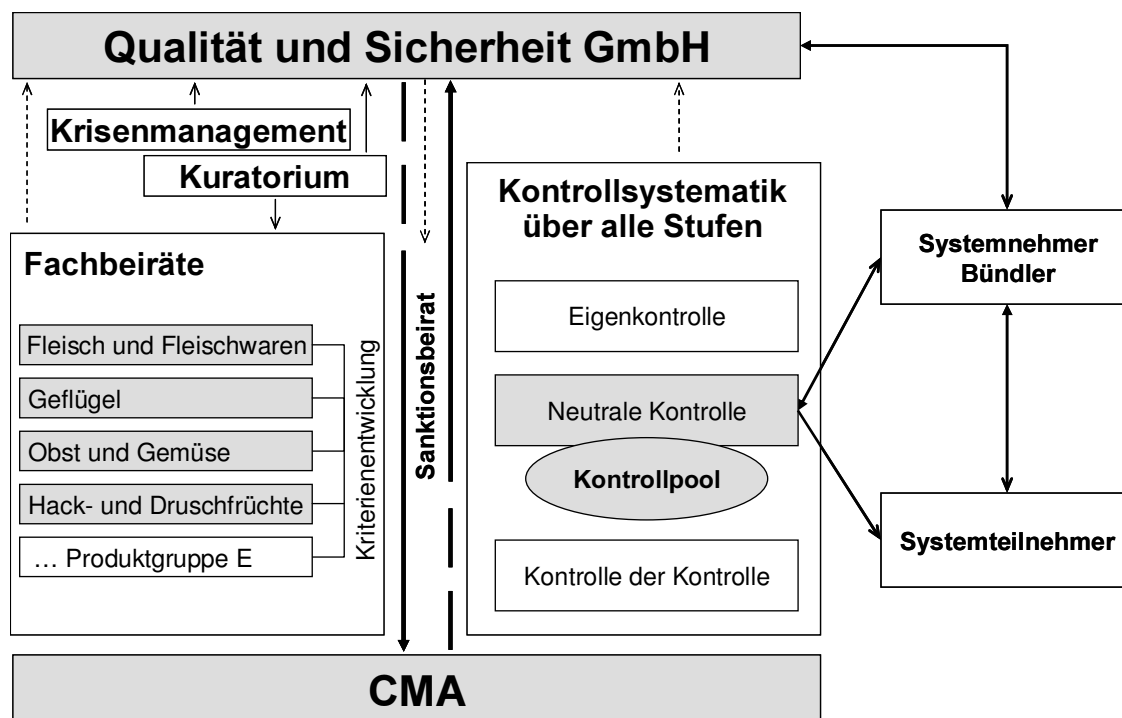 Qualität und Sicherheit GmbH
Krisenmanagement
Kuratorium
Fachbeiräte
Fleisch und Fleischwaren
Geflügel
Obst und Gemüse
Hack- und Druschfrüchte
… Produktgruppe E
Kriterienentwicklung
Sanktionsbeirat
Kontrollsystematik
über alle Stufen
Eigenkontrolle
Neutrale Kontrolle
Kontrollpool
Kontrolle der Kontrolle
Systemnehmer
Bündler
Systemteilnehmer
CMA